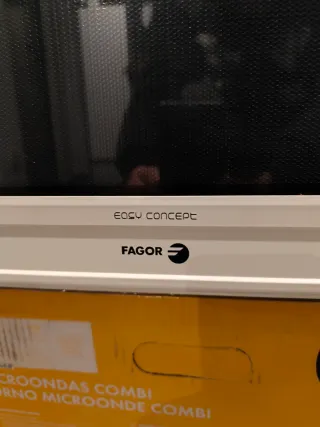 EASY CONCEPT
FAGOR
CROONDAS COMBI
ORNO MICROONDE COMBI